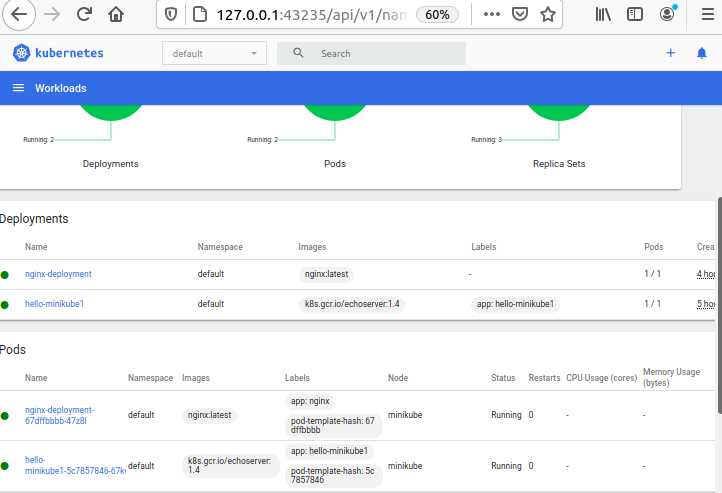 127.0.0.1:43235/api/v1/nam 60%
kubernetes default Search
Workloads
Running: 2 Running: 2 Running: 3
Deployments Pods Replica Sets
Deployments
Name Namespace Images Labels Pods Crea
nginx-deployment default nginx:latest - 1 / 1 4 hou
hello-minikube1 default k8s.gcr.io/echoserver:1.4 app: hello-minikube1 1 / 1 5 hou
Pods
Name Namespace Images Labels Node Status Restarts CPU Usage (cores) Memory Usage
(bytes)
nginx-deployment-
67dffbbbb-47z8l
default
nginx:latest
app: nginx
pod-template-hash: 67
dffbbbb
minikube Running 0 - -
hello-
minikube1-5c7857846-67k
default
k8s.gcr.io/echoserver:
1.4
app: hello-minikube1
pod-template-hash: 5c
7857846
minikube Running 0 - -